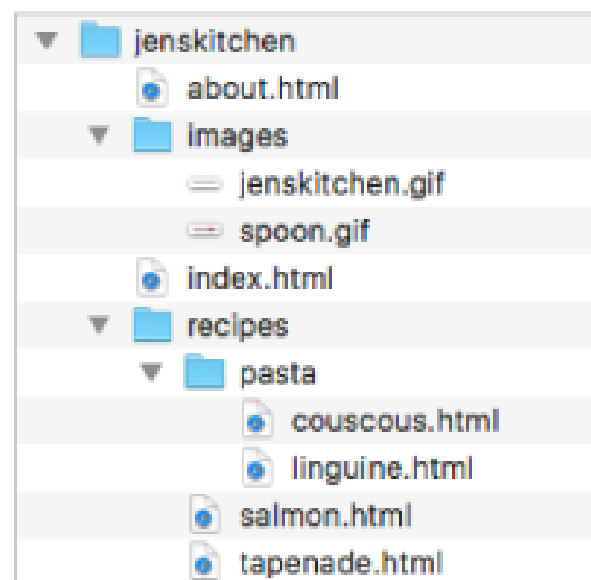 jenskitchen
about.html
images
jenskitchen.gif
spoon.gif
index.html
recipes
pasta
couscous.html
linguine.html
salmon.html
tapenade.html